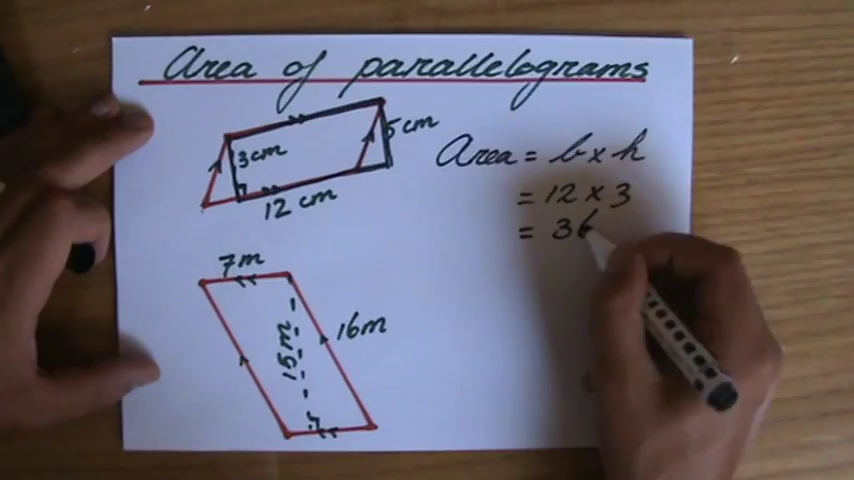 Area of parallelograms
3cm
5cm
12 cm
Area = b x h
= 12 x 3
= 36
7m
15m
16m